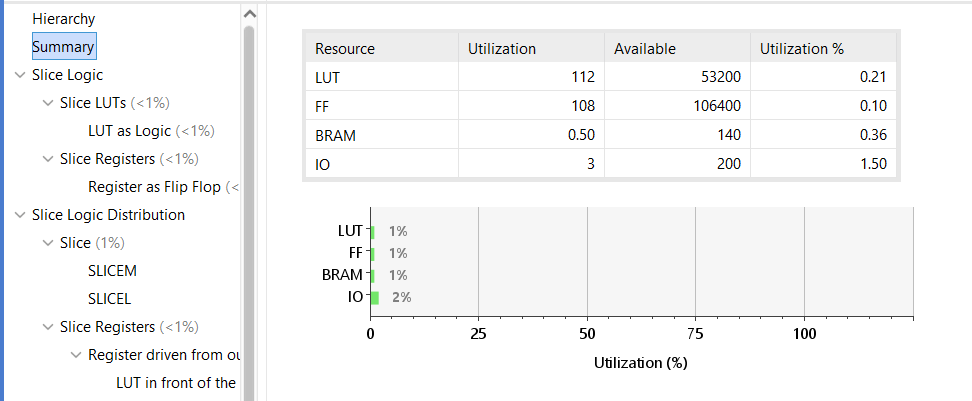 Hierarchy
Summary
Slice Logic
Slice LUTs (<1%)
LUT as Logic (<1%)
Slice Registers (<1%)
Register as Flip Flop (<
Slice Logic Distribution
Slice (1%)
SLICEM
SLICEL
Slice Registers (<1%)
Register driven from ou
LUT in front of the
Resource Utilization Available Utilization %
LUT 112 53200 0.21
FF 108 106400 0.10
BRAM 0.50 140 0.36
IO 3 200 1.50
LUT 1%
FF 1%
BRAM 1%
IO 2%
0 25 50 75 100
Utilization (%)